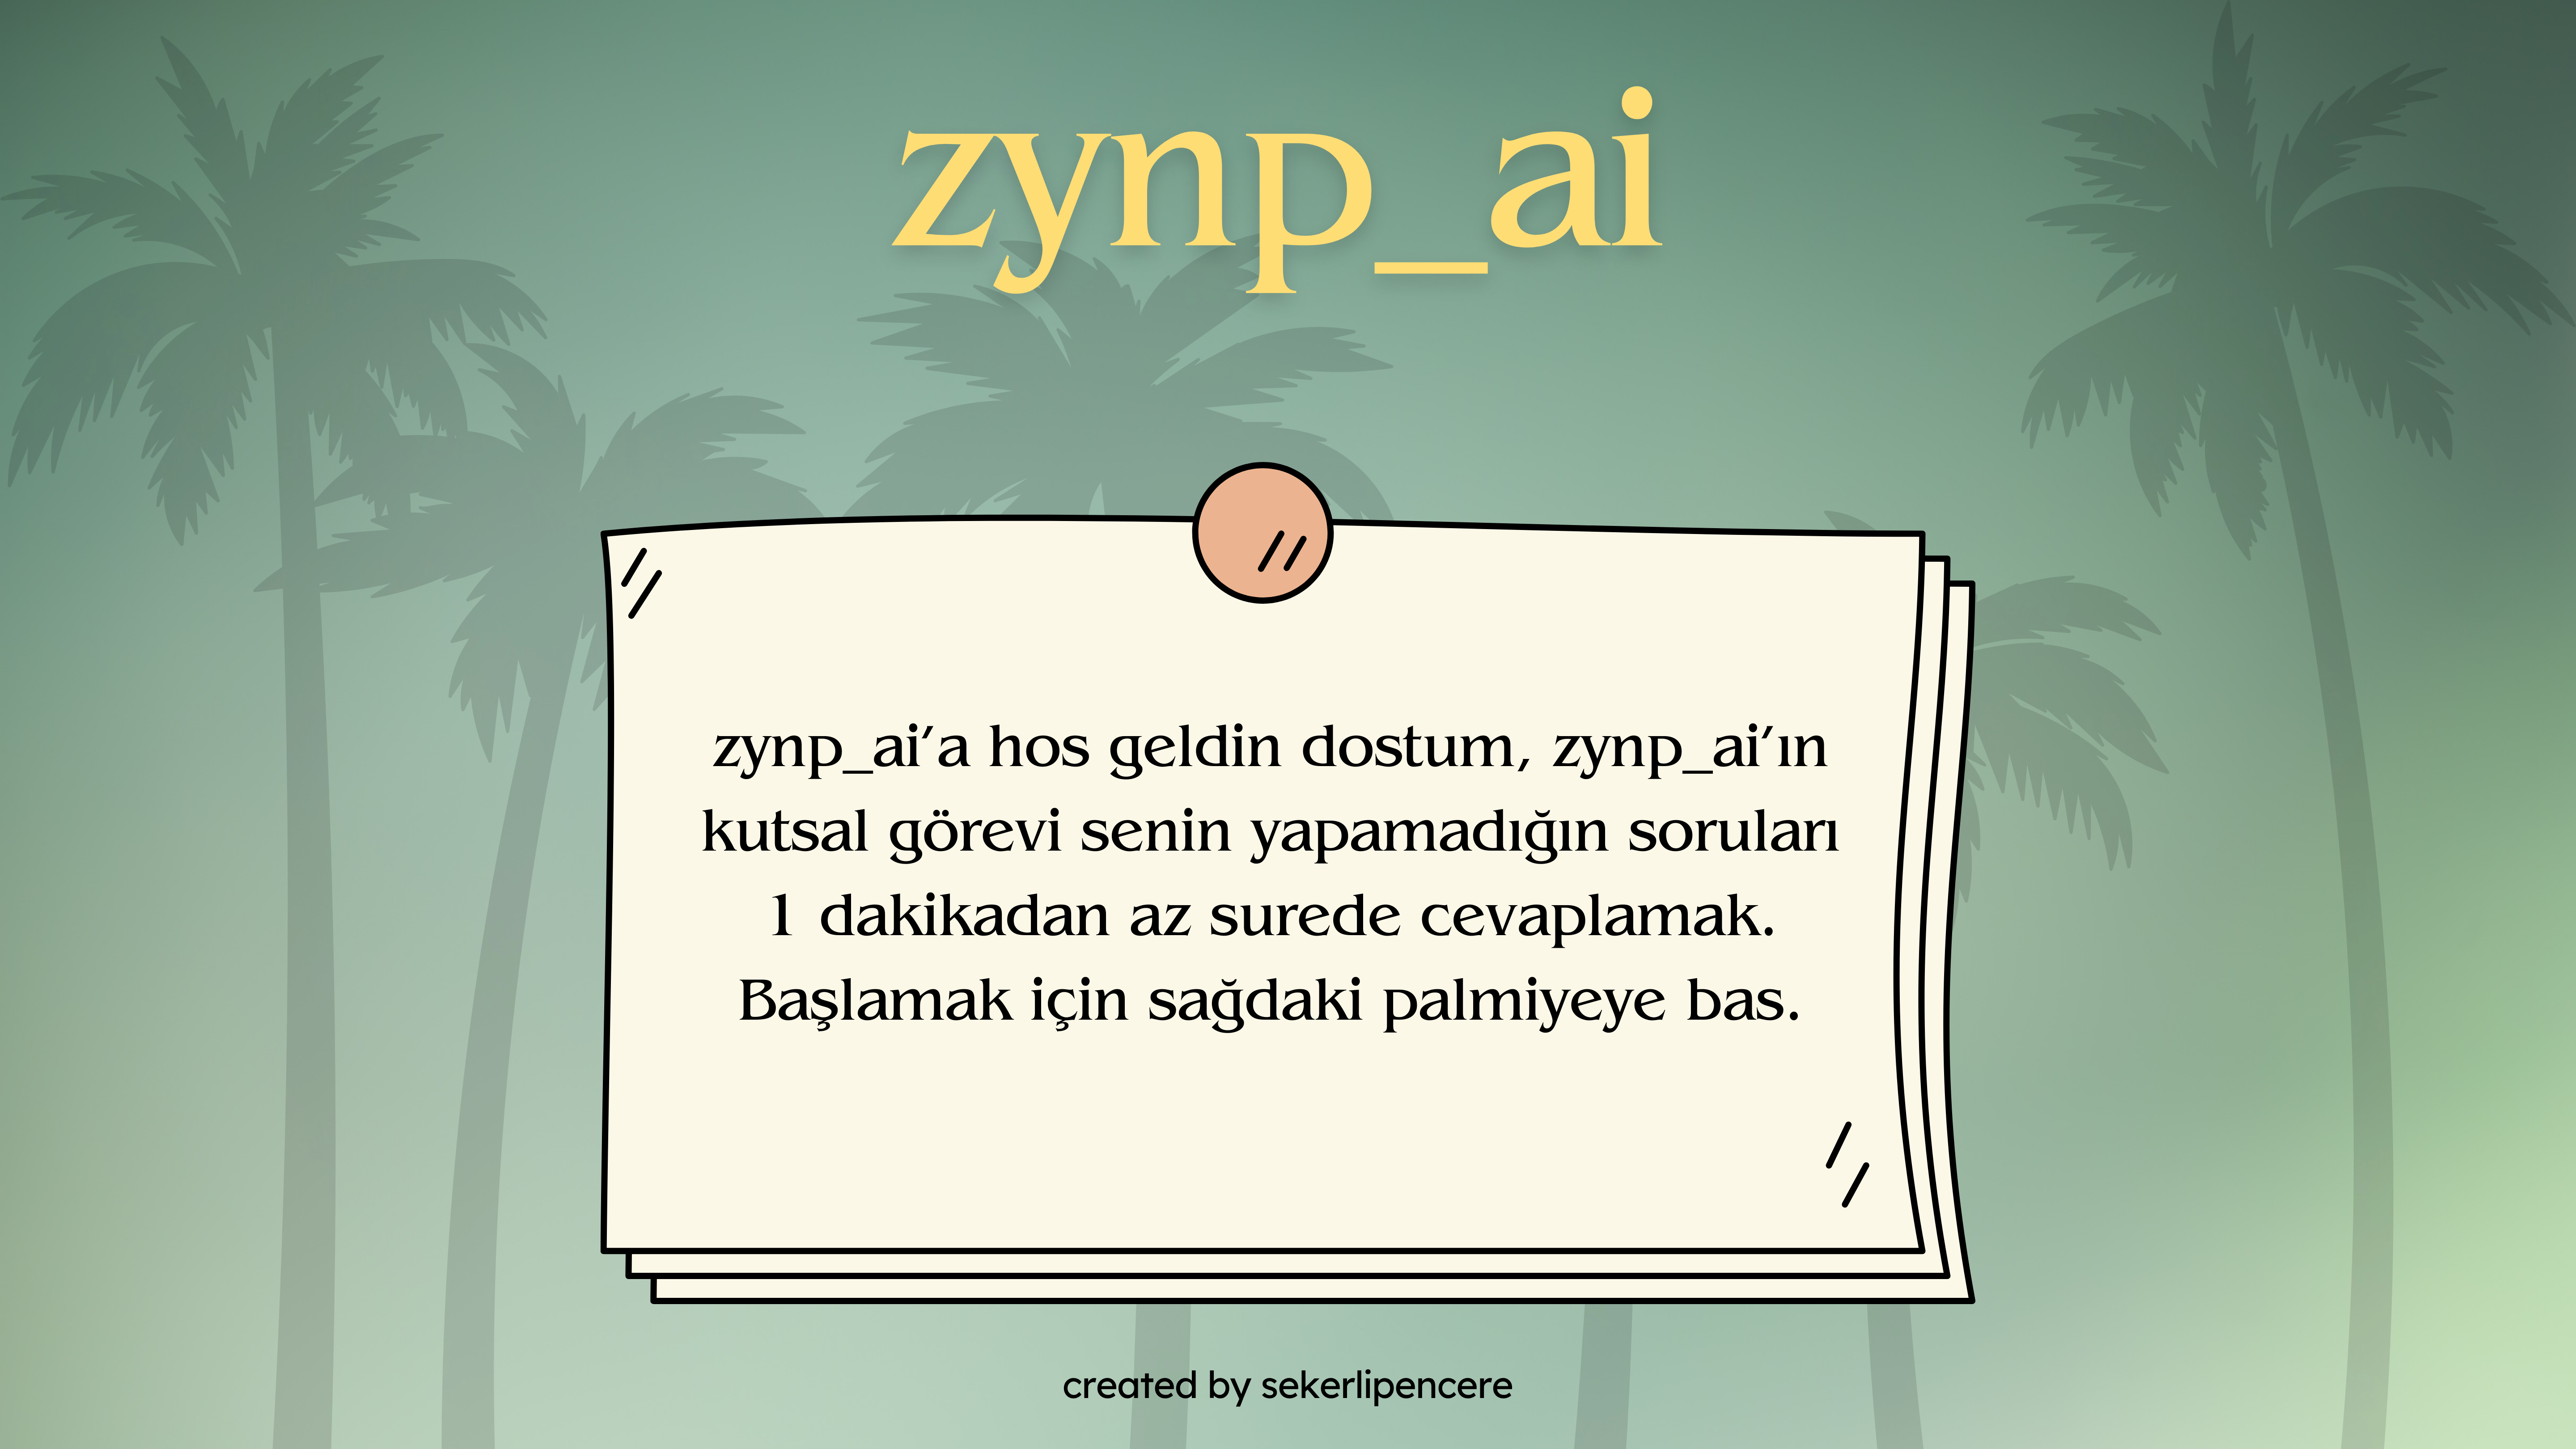 zynp_ai
zynp_ai'a hos geldin dostum, zynp_ai'ın
kutsal görevi senin yapamadığın soruları
1 dakikadan az surede cevaplamak.
Başlamak için sağdaki palmiyeye bas.
created by sekerlipencere